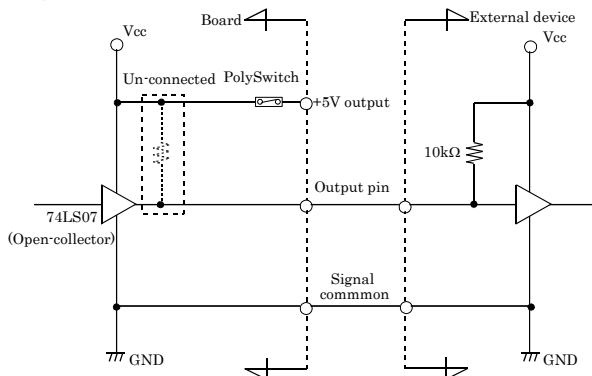 Board
External device
Vcc
Vcc
Un-connected
PolySwitch
+5V output
10kΩ
Output pin
74LS07
(Open-collector)
Signal
commmon
GND
GND